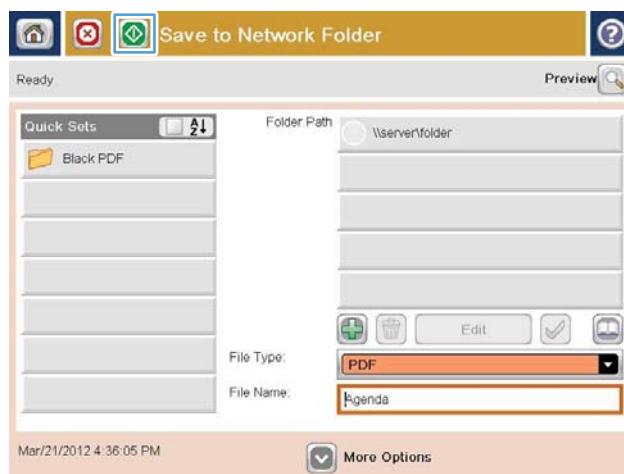 Save to Network Folder
?
Ready
Preview
Quick Sets
A Z
Folder Path
\\server\folder
Black PDF
Edit
File Type:
PDF
File Name:
Agenda
Mar/21/2012 4:36:05 PM
More Options